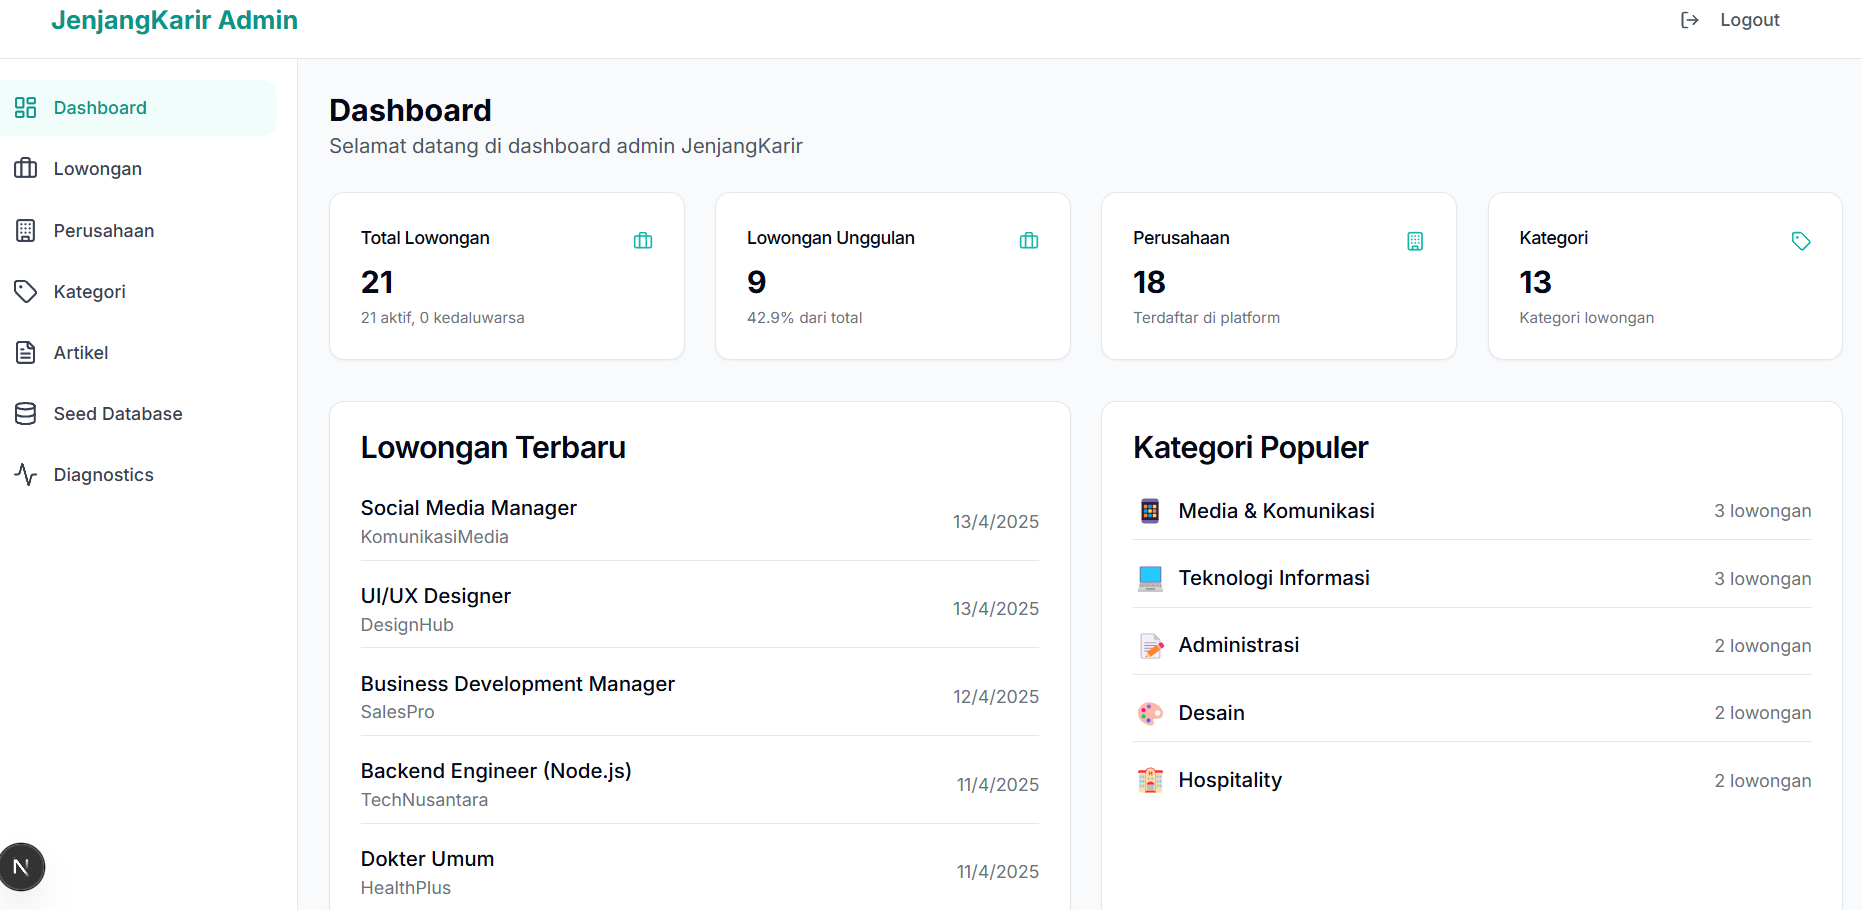 JenjangKarir Admin
Logout
Dashboard
Lowongan
Perusahaan
Kategori
Artikel
Seed Database
Diagnostics
Dashboard
Selamat datang di dashboard admin JenjangKarir
Total Lowongan
21
21 aktif, 0 kedaluwarsa
Lowongan Unggulan
9
42.9% dari total
Perusahaan
18
Terdaftar di platform
Kategori
13
Kategori lowongan
Lowongan Terbaru
Social Media Manager
KomunikasiMedia
13/4/2025
UI/UX Designer
DesignHub
13/4/2025
Business Development Manager
SalesPro
12/4/2025
Backend Engineer (Node.js)
TechNusantara
11/4/2025
Dokter Umum
HealthPlus
11/4/2025
Kategori Populer
Media & Komunikasi
3 lowongan
Teknologi Informasi
3 lowongan
Administrasi
2 lowongan
Desain
2 lowongan
Hospitality
2 lowongan
N